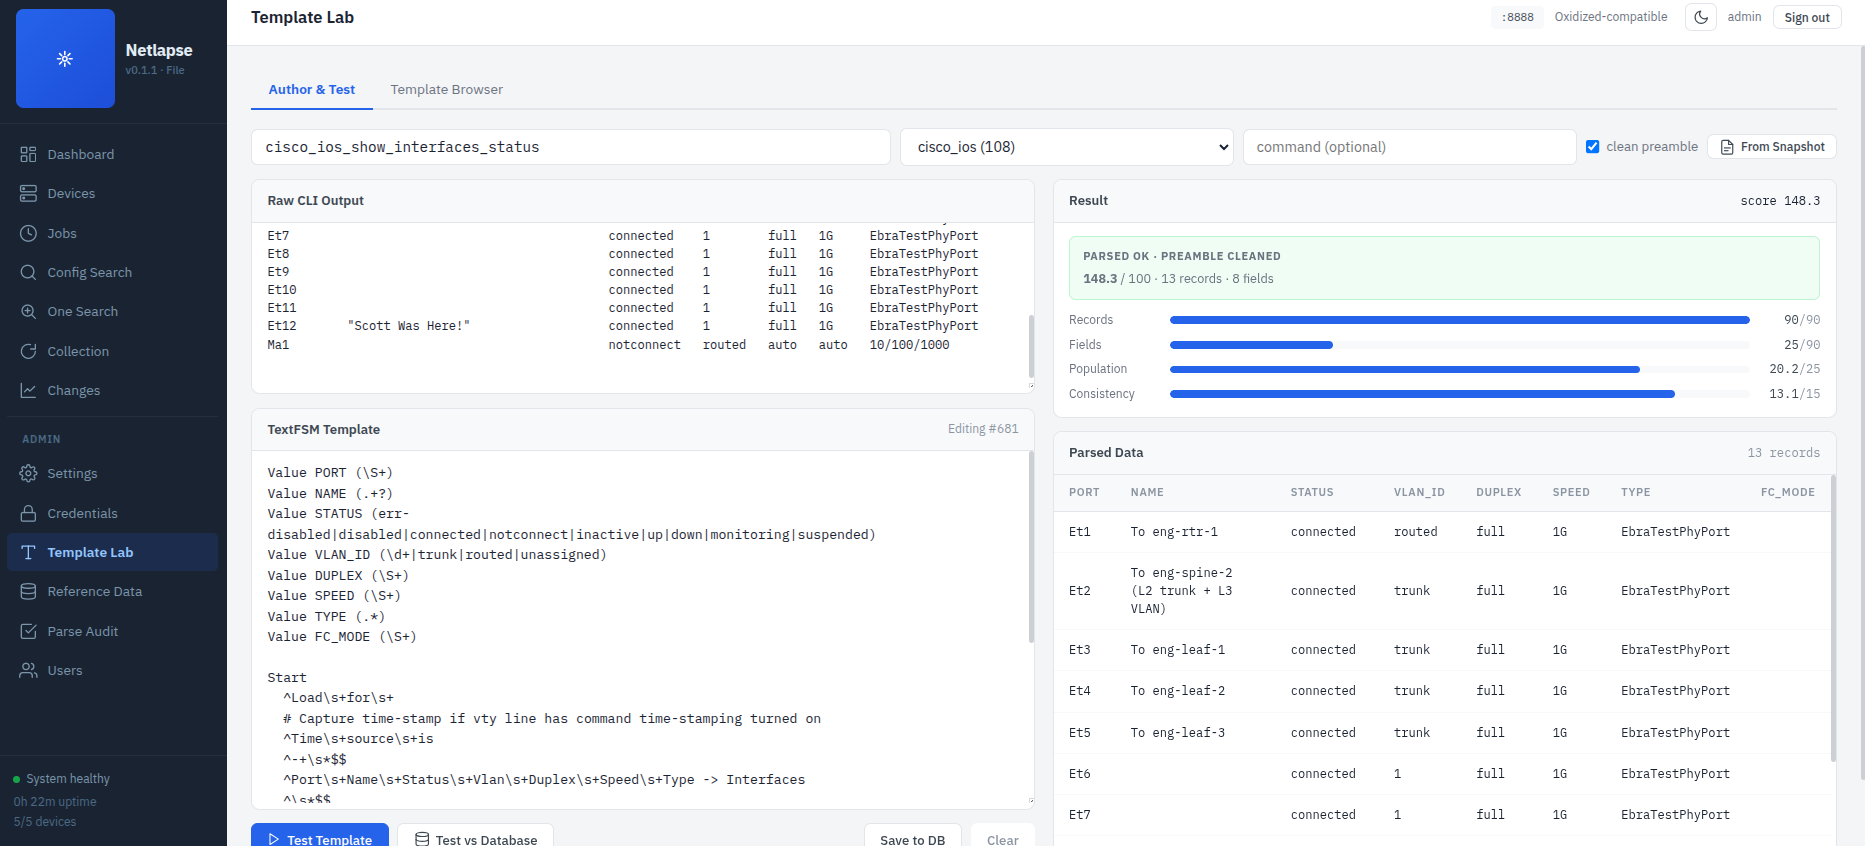 Netlapse
v0.1.1 · File
Dashboard
Devices
Jobs
Config Search
One Search
Collection
Changes
ADMIN
Settings
Credentials
Template Lab
Reference Data
Parse Audit
Users
System healthy
0h 22m uptime
5/5 devices
Template Lab
:8888 Oxidized-compatible admin Sign out
Author & Test Template Browser
cisco_ios_show_interfaces_status cisco_ios (108) command (optional) clean preamble From Snapshot
Raw CLI Output
Et7 connected 1 full 1G EbraTestPhyPort
Et8 connected 1 full 1G EbraTestPhyPort
Et9 connected 1 full 1G EbraTestPhyPort
Et10 connected 1 full 1G EbraTestPhyPort
Et11 connected 1 full 1G EbraTestPhyPort
Et12 "Scott Was Here!" connected 1 full 1G EbraTestPhyPort
Ma1 notconnect routed auto auto 10/100/1000
TextFSM Template Editing #681
Value PORT (\S+)
Value NAME (.+?)
Value STATUS (err-
disabled|disabled|connected|notconnect|inactive|up|down|monitoring|suspended)
Value VLAN_ID (\d+|trunk|routed|unassigned)
Value DUPLEX (\S+)
Value SPEED (\S+)
Value TYPE (.*)
Value FC_MODE (\S+)
Start
^Load\s+for\s+
# Capture time-stamp if vty line has command time-stamping turned on
^Time\s+source\s+is
^-+\s*$$
^Port\s+Name\s+Status\s+Vlan\s+Duplex\s+Speed\s+Type -> Interfaces
^\s*$$
Test Template Test vs Database Save to DB Clear
Result score 148.3
PARSED OK · PREAMBLE CLEANED
148.3 / 100 · 13 records · 8 fields
Records 90/90
Fields 25/90
Population 20.2/25
Consistency 13.1/15
Parsed Data 13 records
PORT NAME STATUS VLAN_ID DUPLEX SPEED TYPE FC_MODE
Et1 To eng-rtr-1 connected routed full 1G EbraTestPhyPort
To eng-spine-2
Et2 (L2 trunk + L3 connected trunk full 1G EbraTestPhyPort
VLAN)
Et3 To eng-leaf-1 connected trunk full 1G EbraTestPhyPort
Et4 To eng-leaf-2 connected trunk full 1G EbraTestPhyPort
Et5 To eng-leaf-3 connected trunk full 1G EbraTestPhyPort
Et6 connected 1 full 1G EbraTestPhyPort
Et7 connected 1 full 1G EbraTestPhyPort